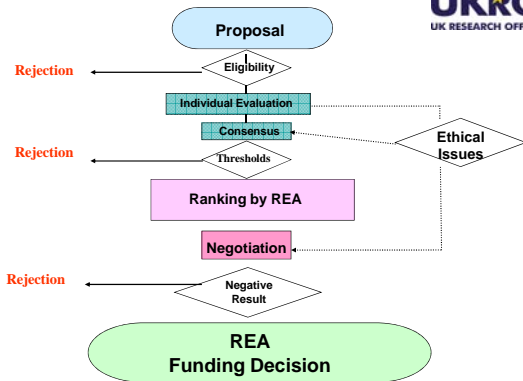 UKRO
UK RESEARCH OFF
Proposal
Rejection
Eligibility
Individual Evaluation
Consensus
Ethical
Issues
Rejection
Thresholds
Ranking by REA
Negotiation
Rejection
Negative
Result
REA
Funding Decision